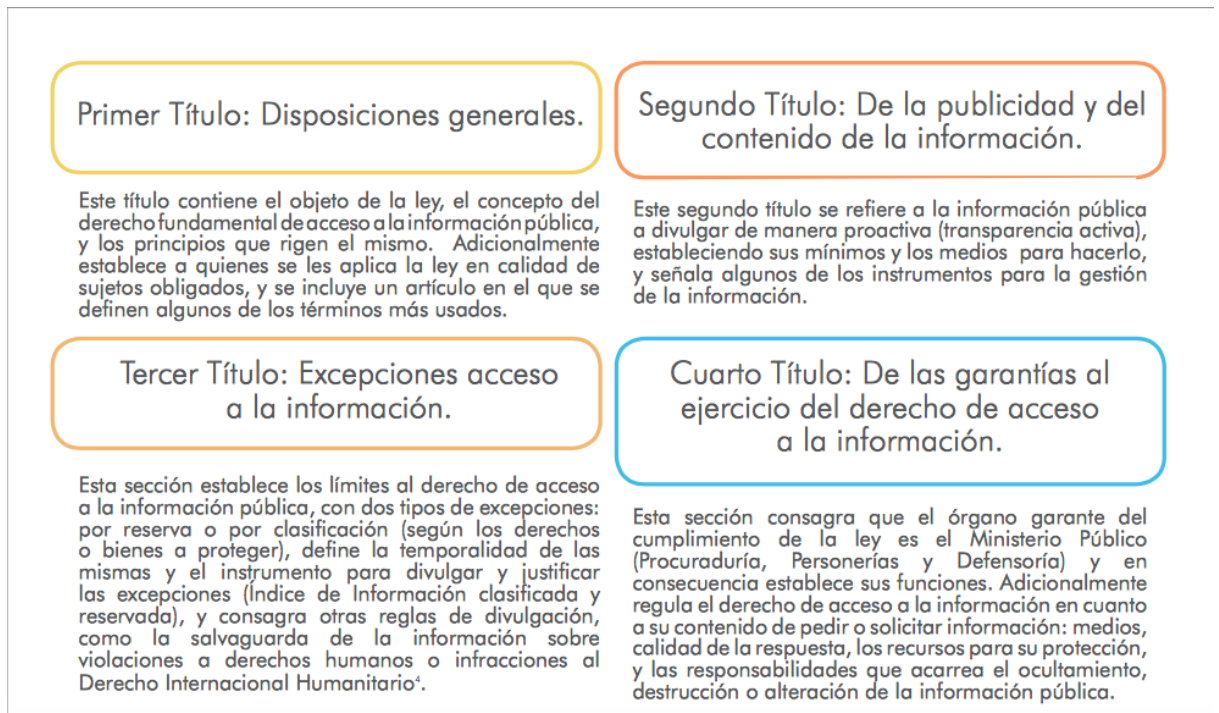 Primer Título: Disposiciones generales.
Este título contiene el objeto de la ley, el concepto del
derecho fundamental de acceso a la información pública,
y los principios que rigen el mismo. Adicionalmente
establece a quienes se les aplica la ley en calidad de
sujetos obligados, y se incluye un artículo en el que se
definen algunos de los términos más usados.
Segundo Título: De la publicidad y del
contenido de la información.
Este segundo título se refiere a la información pública
a divulgar de manera proactiva (transparencia activa),
estableciendo sus mínimos y los medios para hacerlo,
y señala algunos de los instrumentos para la gestión
de la información.
Tercer Título: Excepciones acceso
a la información.
Esta sección establece los límites al derecho de acceso
a la información pública, con dos tipos de excepciones:
por reserva o por clasificación (según los derechos
o bienes a proteger), define la temporalidad de las
mismas y el instrumento para divulgar y justificar
las excepciones (Índice de Información clasificada y
reservada), y consagra otras reglas de divulgación,
como la salvaguarda de la información sobre
violaciones a derechos humanos o infracciones al
Derecho Internacional Humanitario⁴.
Cuarto Título: De las garantías al
ejercicio del derecho de acceso
a la información.
Esta sección consagra que el órgano garante del
cumplimiento de la ley es el Ministerio Público
(Procuraduría, Personerías y Defensoría) y en
consecuencia establece sus funciones. Adicionalmente
regula el derecho de acceso a la información en cuanto
a su contenido de pedir o solicitar información: medios,
calidad de la respuesta, los recursos para su protección,
y las responsabilidades que acarrea el ocultamiento,
destrucción o alteración de la información pública.